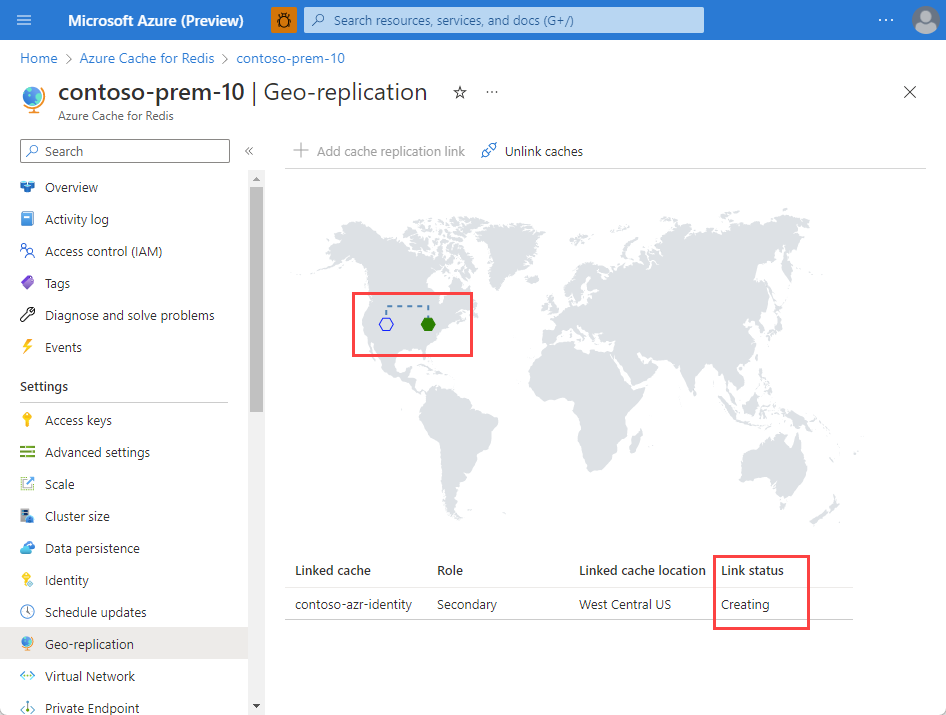 Microsoft Azure (Preview)
Search resources, services, and docs (G+/)
Home > Azure Cache for Redis > contoso-prem-10
contoso-prem-10 | Geo-replication
Azure Cache for Redis
Search
Add cache replication link
Unlink caches
Overview
Activity log
Access control (IAM)
Tags
Diagnose and solve problems
Events
Settings
Access keys
Advanced settings
Scale
Cluster size
Data persistence
Identity
Schedule updates
Geo-replication
Virtual Network
Private Endpoint
Linked cache Role Linked cache location Link status
contoso-azr-identity Secondary West Central US Creating